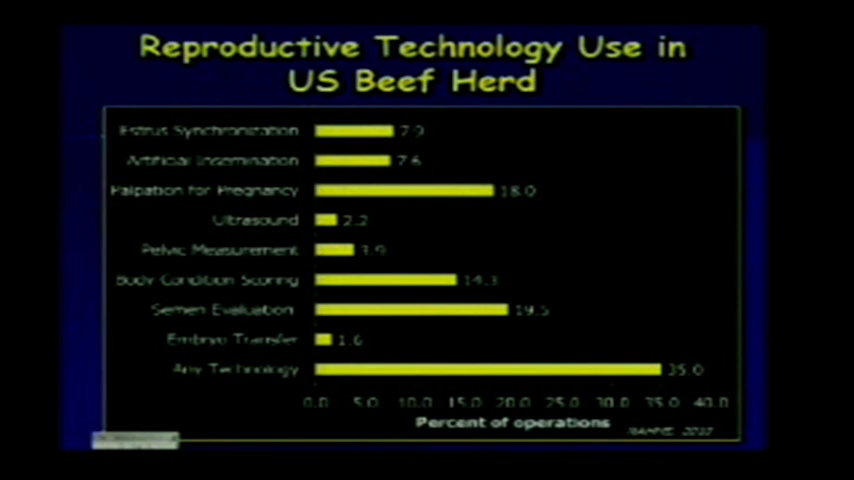 Reproductive Technology Use in
US Beef Herd
Estrus Synchronization 7.9
Artificial Insemination 7.6
Palpation for Pregnancy 18.0
Ultrasound 2.2
Pelvic Measurement 3.9
Body Condition Scoring 14.3
Semen Evaluation 19.5
Embryo Transfer 1.6
Any Technology 35.0
0.0 5.0 10.0 15.0 20.0 25.0 30.0 35.0 40.0
Percent of operations